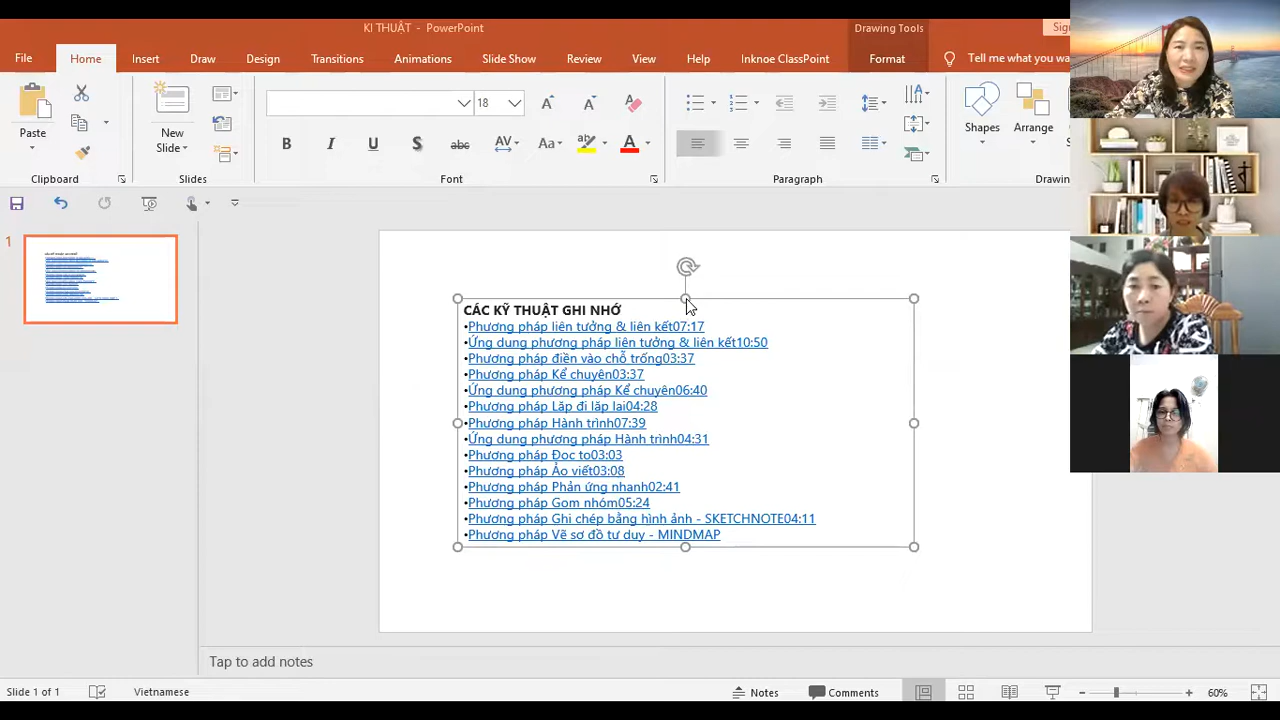 KI THUẬT - PowerPoint
Drawing Tools
File
Home
Insert
Draw
Design
Transitions
Animations
Slide Show
Review
View
Help
Inknoe ClassPoint
Format
Tell me what you wa
18
Paste
New
Slide
Shapes
Arrange
Clipboard
Slides
Font
Paragraph
Drawin
1
CÁC KỸ THUẬT GHI NHỚ
•Phương pháp liên tưởng & liên kết07:17
•Ứng dụng phương pháp liên tưởng & liên kết10:50
•Phương pháp điền vào chỗ trống03:37
•Phương pháp Kể chuyện03:37
•Ứng dụng phương pháp Kể chuyện06:40
•Phương pháp Lặp đi lặp lại04:28
•Phương pháp Hành trình07:39
•Ứng dụng phương pháp Hành trình04:31
•Phương pháp Đọc to03:03
•Phương pháp Ảo viết03:08
•Phương pháp Phản ứng nhanh02:41
•Phương pháp Gom nhóm05:24
•Phương pháp Ghi chép bằng hình ảnh - SKETCHNOTE04:11
•Phương pháp Vẽ sơ đồ tư duy - MINDMAP
Tap to add notes
Slide 1 of 1
Vietnamese
Notes
Comments
60%